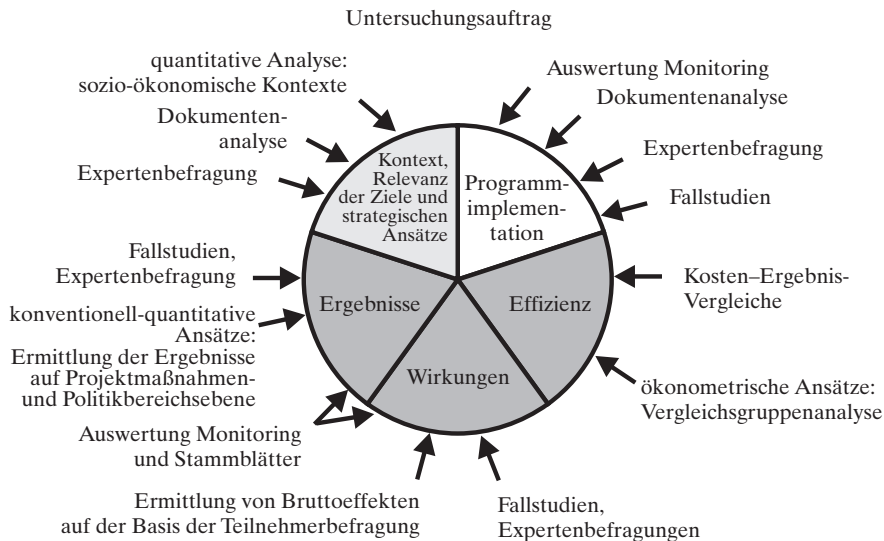 Untersuchungsauftrag
quantitative Analyse:
sozio-ökonomische Kontexte
Dokumenten-
analyse
Expertenbefragung
Auswertung Monitoring
Dokumentenanalyse
Expertenbefragung
Fallstudien
Kontext,
Relevanz
der Ziele und
strategischen
Ansätze
Programm-
implemen-
tation
Fallstudien,
Expertenbefragung
konventionell-quantitative
Ansätze:
Ermittlung der Ergebnisse
auf Projektmaßnahmen-
und Politikbereichsebene
Ergebnisse
Effizienz
Wirkungen
Kosten–Ergebnis-
Vergleiche
ökonometrische Ansätze:
Vergleichsgruppenanalyse
Auswertung Monitoring
und Stammblätter
Ermittlung von Bruttoeffekten
auf der Basis der Teilnehmerbefragung
Fallstudien,
Expertenbefragungen